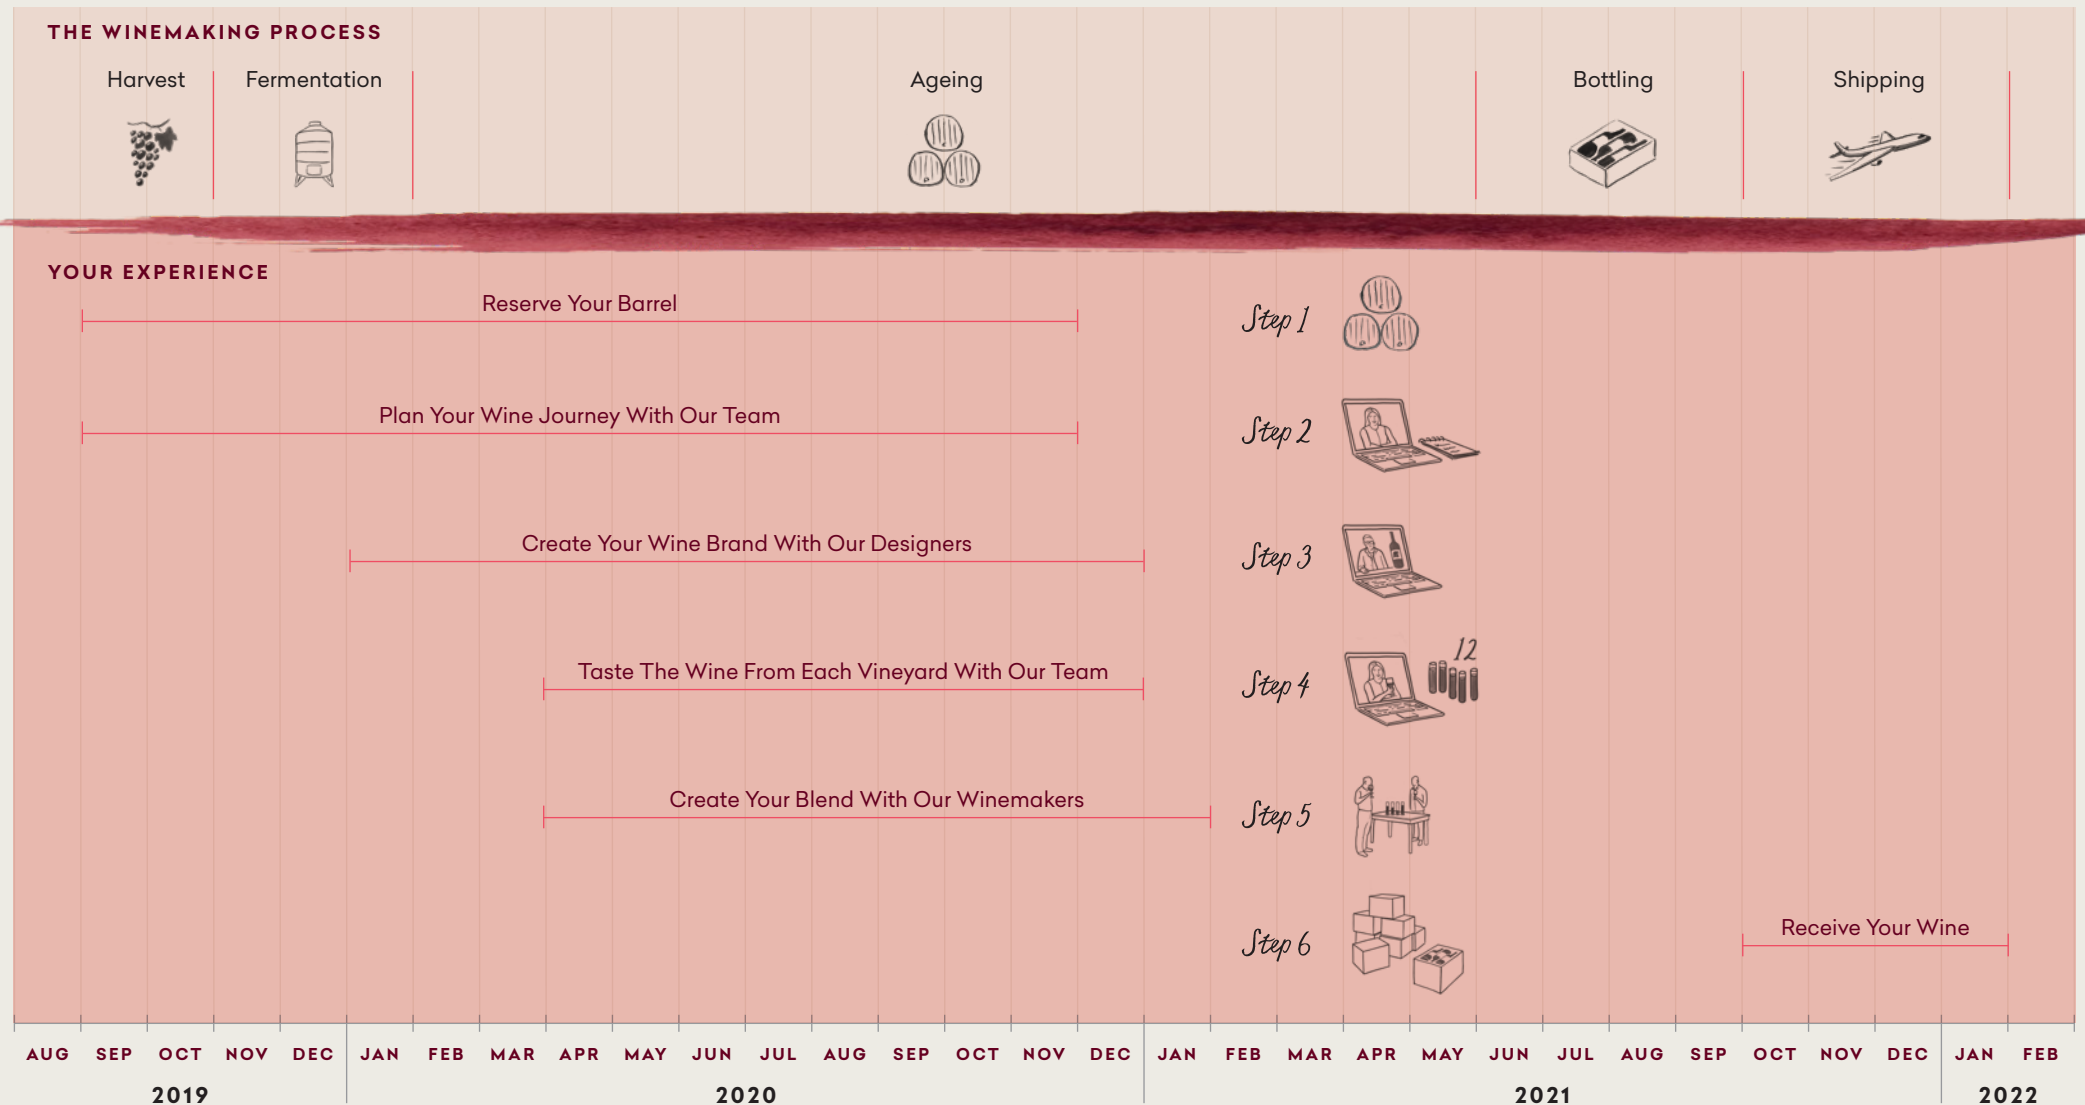 THE WINEMAKING PROCESS
Harvest Fermentation Ageing Bottling Shipping
YOUR EXPERIENCE
Reserve Your Barrel
Step 1
Plan Your Wine Journey With Our Team
Step 2
Create Your Wine Brand With Our Designers
Step 3
12
Taste The Wine From Each Vineyard With Our Team
Step 4
Create Your Blend With Our Winemakers
Step 5
Receive Your Wine
Step 6
AUG SEP OCT NOV DEC JAN FEB MAR APR MAY JUN JUL AUG SEP OCT NOV DEC JAN FEB MAR APR MAY JUN JUL AUG SEP OCT NOV DEC JAN FEB
2019 2020 2021 2022